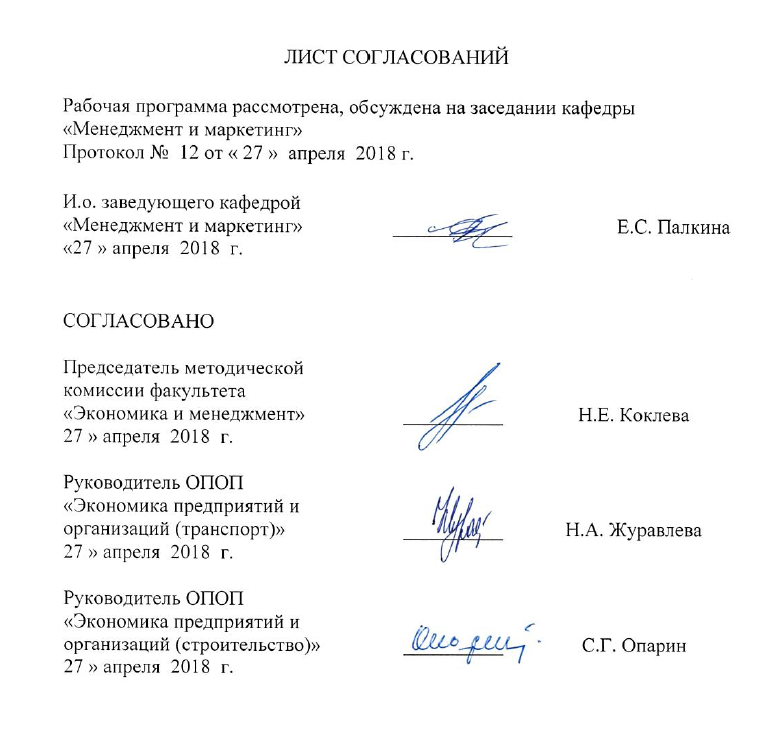 ЛИСТ СОГЛАСОВАНИЙ
Рабочая программа рассмотрена, обсуждена на заседании кафедры
«Менеджмент и маркетинг»
Протокол № 12 от « 27 » апреля 2018 г.
И.о. заведующего кафедрой
«Менеджмент и маркетинг» Е.С. Палкина
«27 » апреля 2018 г.
СОГЛАСОВАНО
Председатель методической
комиссии факультета
«Экономика и менеджмент» Н.Е. Коклева
27 » апреля 2018 г.
Руководитель ОПОП
«Экономика предприятий и
организаций (транспорт)» Н.А. Журавлева
27 » апреля 2018 г.
Руководитель ОПОП
«Экономика предприятий и
организаций (строительство)» С.Г. Опарин
27 » апреля 2018 г.